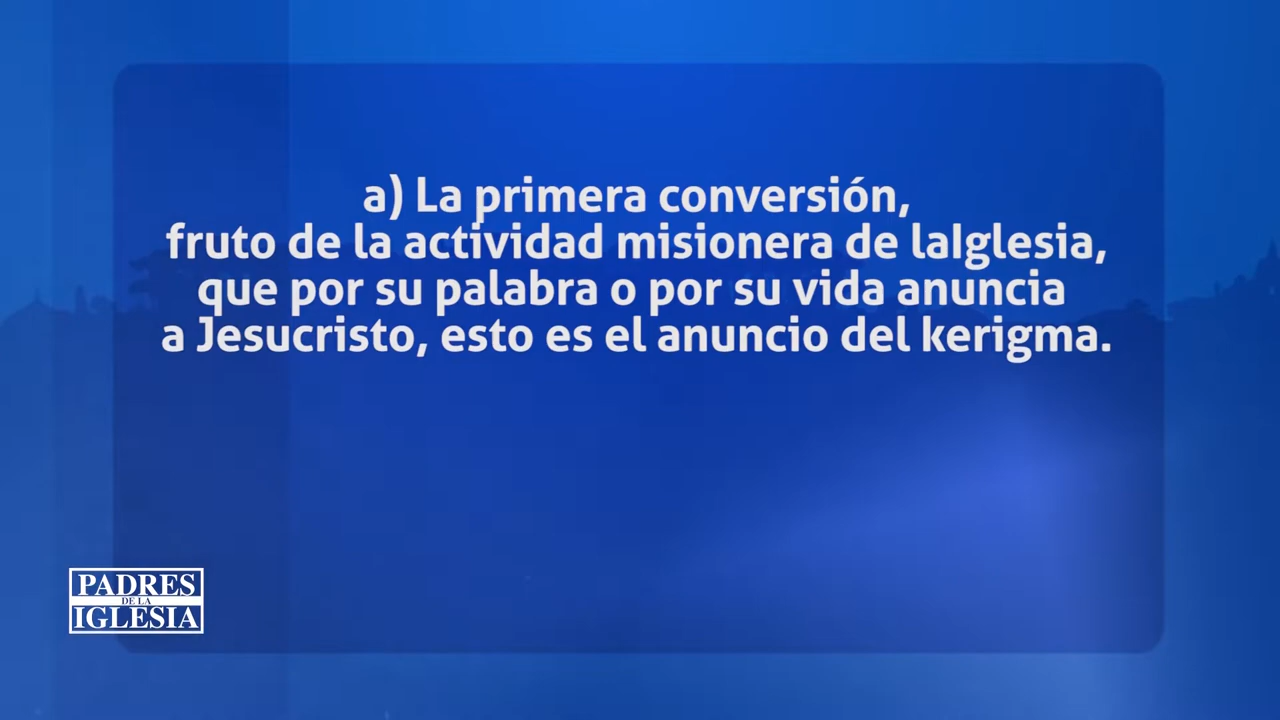 a) La primera conversión,
fruto de la actividad misionera de laIglesia,
que por su palabra o por su vida anuncia
a Jesucristo, esto es el anuncio del kerigma.
PADRES
DE LA
IGLESIA